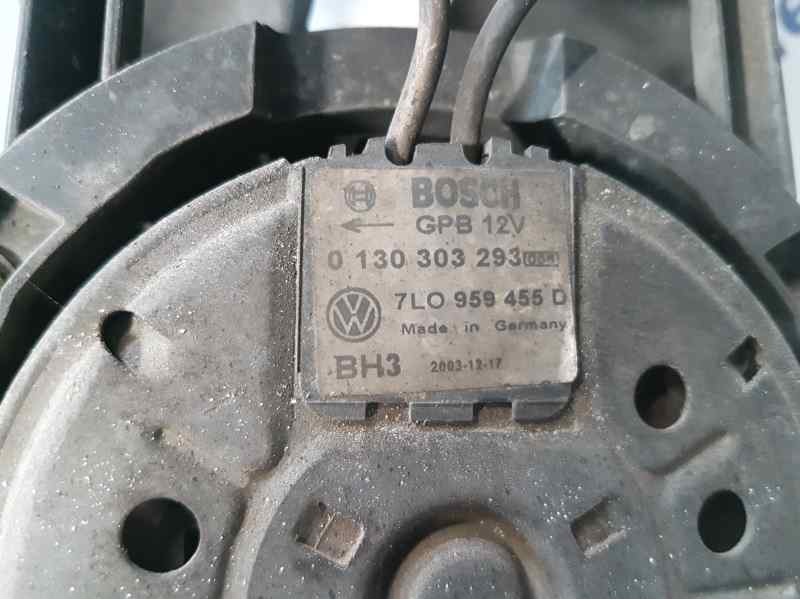 BOSCH
GPB 12V
0 130 303 293
7L0 959 455 D
Made in Germany
BH3 2003-12-17